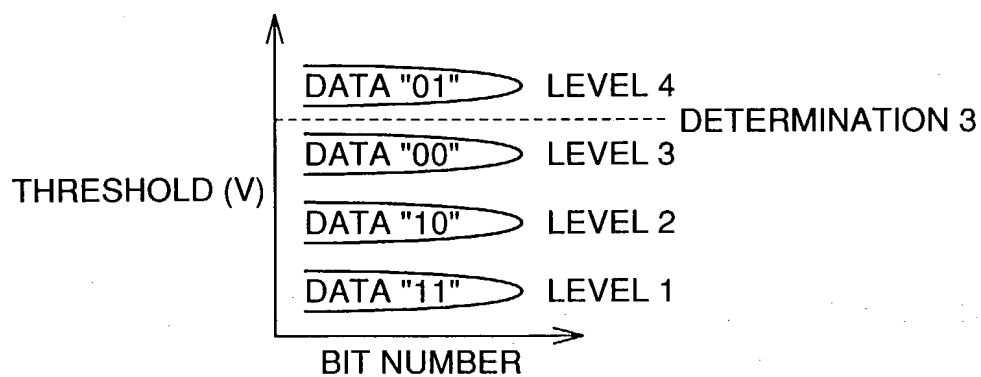 DATA "01" LEVEL 4
DETERMINATION 3
DATA "00" LEVEL 3
THRESHOLD (V)
DATA "10" LEVEL 2
DATA "11" LEVEL 1
BIT NUMBER